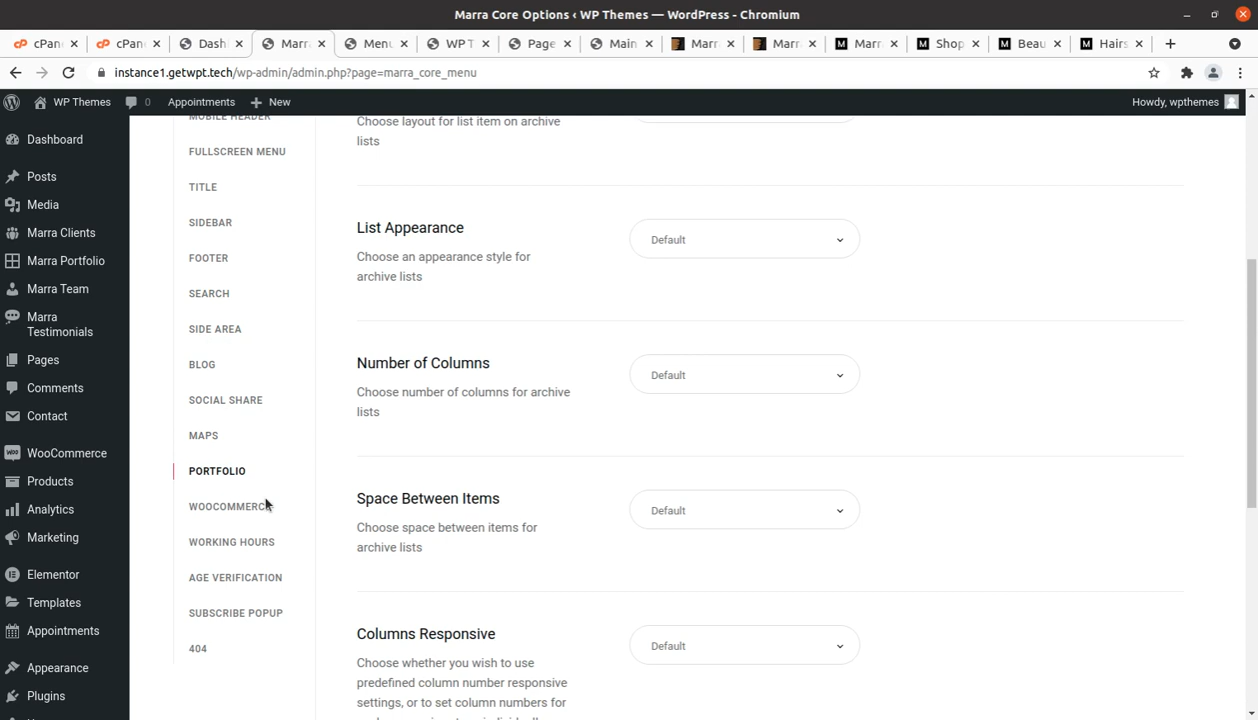 Marra Core Options ‹ WP Themes — WordPress - Chromium
cPan
cPan
Dash
Marra
Menu
WP T
Page
Main
Marra
Marra
Marra
Shop
Beau
Hairs
instance1.getwpt.tech/wp-admin/admin.php?page=marra_core_menu
WP Themes
0
Appointments
New
Howdy, wpthemes
Dashboard
Posts
Media
Marra Clients
Marra Portfolio
Marra Team
Marra
Testimonials
Pages
Comments
Contact
WooCommerce
Products
Analytics
Marketing
Elementor
Templates
Appointments
Appearance
Plugins
MOBILE HEADER
FULLSCREEN MENU
TITLE
SIDEBAR
FOOTER
SEARCH
SIDE AREA
BLOG
SOCIAL SHARE
MAPS
PORTFOLIO
WOOCOMMERCE
WORKING HOURS
AGE VERIFICATION
SUBSCRIBE POPUP
404
Choose layout for list item on archive
lists
List Appearance
Choose an appearance style for
archive lists
Default
Number of Columns
Choose number of columns for archive
lists
Default
Space Between Items
Choose space between items for
archive lists
Default
Columns Responsive
Choose whether you wish to use
predefined column number responsive
settings, or to set column numbers for
Default